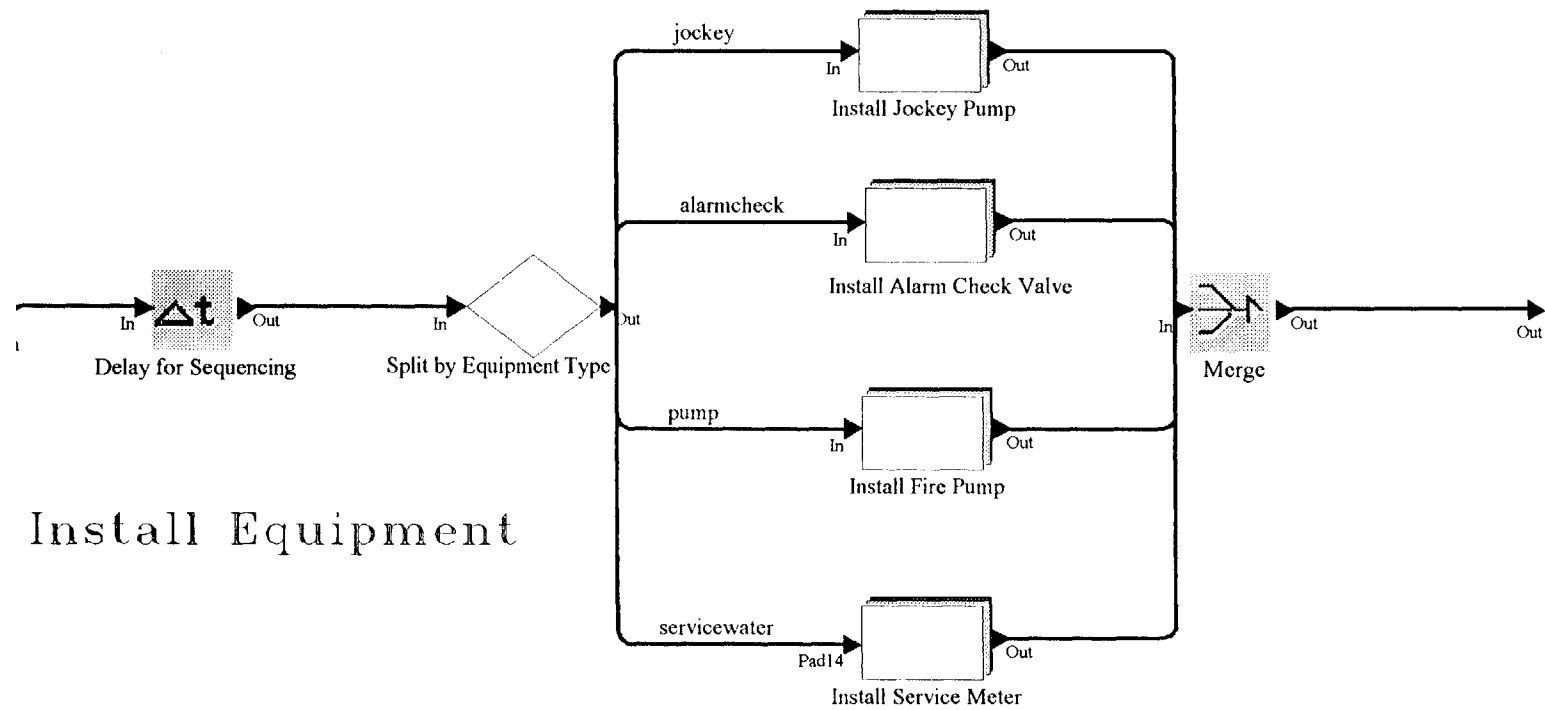 jockey
In
Out
Install Jockey Pump
alarmcheck
In
Out
Install Alarm Check Valve
In
Δt
Out
Delay for Sequencing
In
Out
Split by Equipment Type
In
Out
Merge
Out
pump
In
Out
Install Fire Pump
Install Equipment
servicewater
Pad14
Out
Install Service Meter